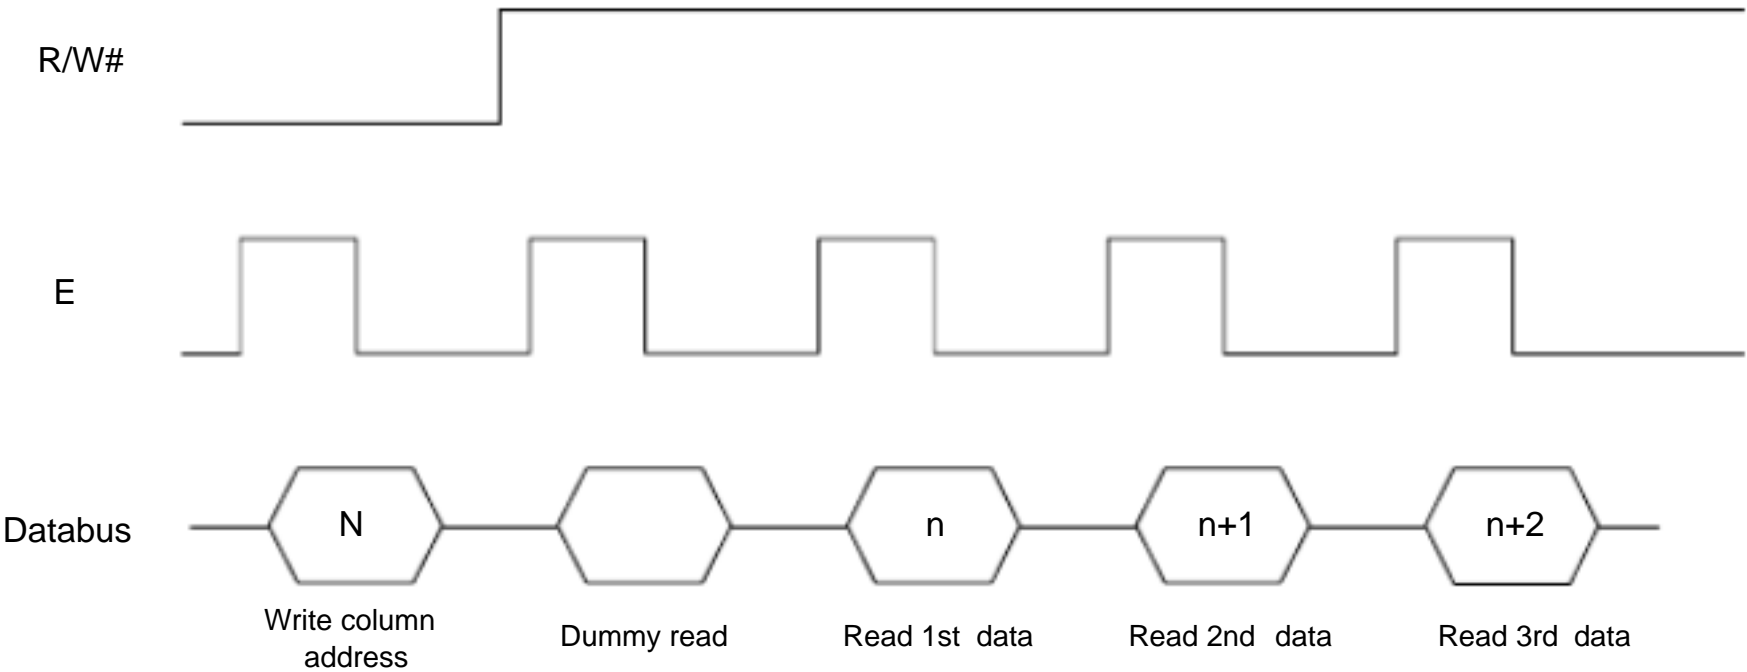 R/W#
E
Databus
N
n
n+1
n+2
Write column
address
Dummy read
Read 1st data
Read 2nd data
Read 3rd data